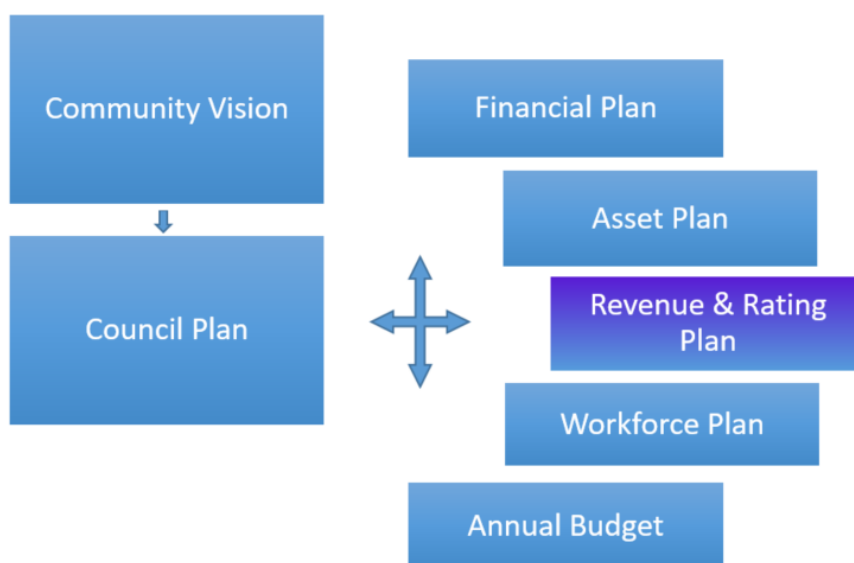 Community Vision
Council Plan
Financial Plan
Asset Plan
Revenue & Rating
Plan
Workforce Plan
Annual Budget